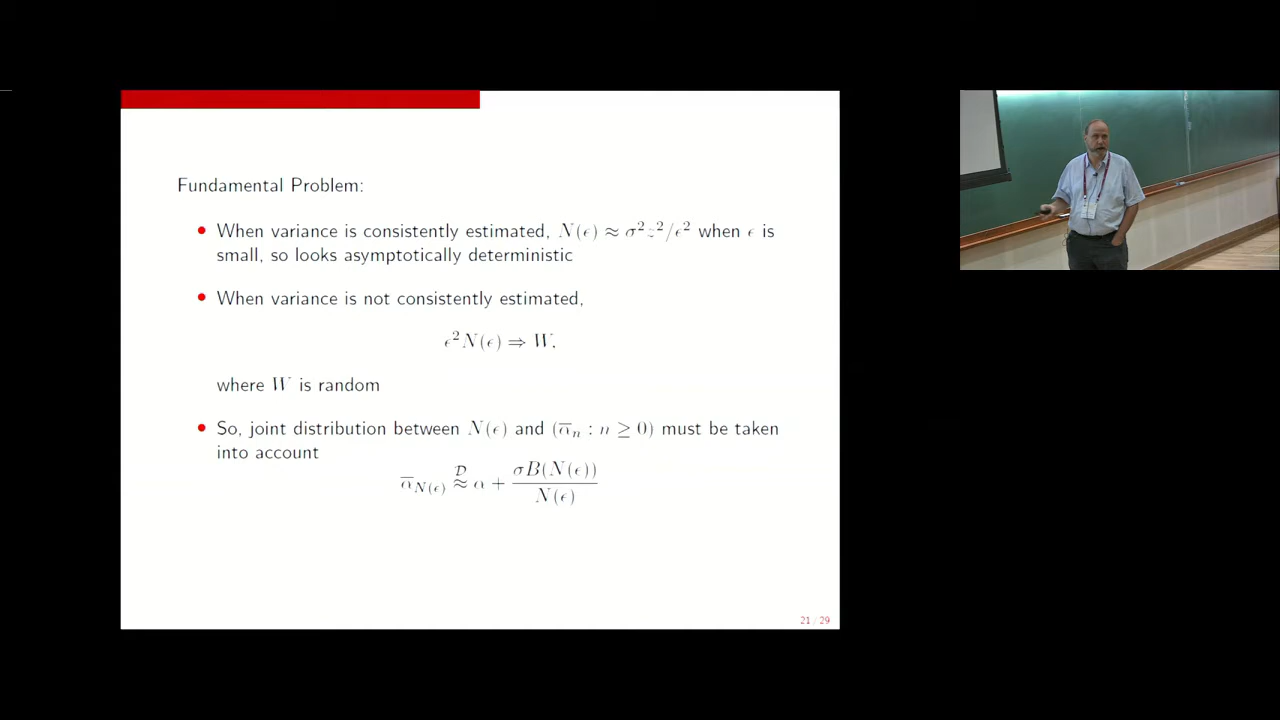 Fundamental Problem:
• When variance is consistently estimated, N(ϵ) ≈ σ²z²/ϵ² when ϵ is
small, so looks asymptotically deterministic
• When variance is not consistently estimated,
ϵ²N(ϵ) ⇒ W.
where W is random
• So, joint distribution between N(ϵ) and (α̅ₙ : n ≥ 0) must be taken
into account
α̅_{N(ϵ)} \overset{D}{≈} α + \frac{σB(N(ϵ))}{N(ϵ)}
21 / 29